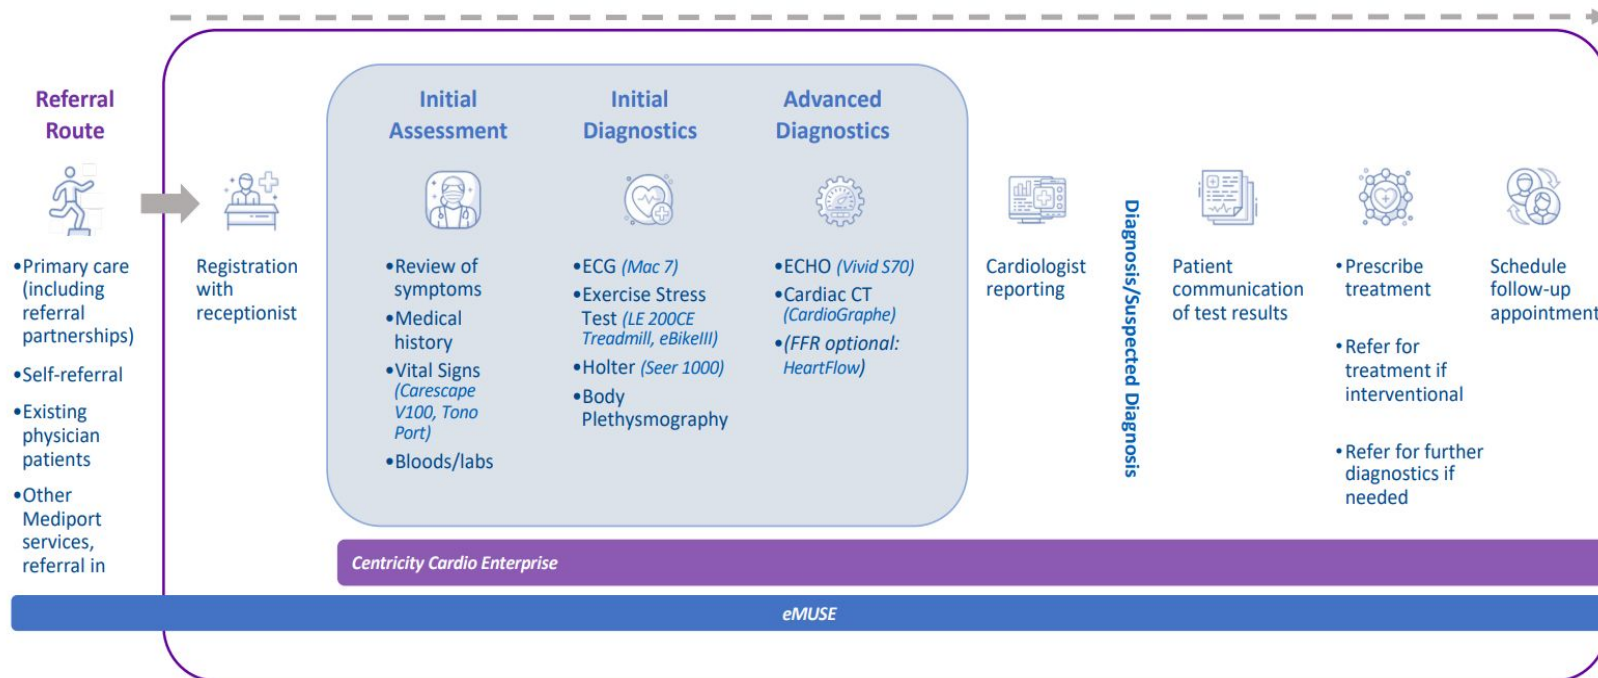 Referral
Route
•Primary care
(including
referral
partnerships)
•Self-referral
•Existing
physician
patients
•Other
Mediport
services,
referral in
Registration
with
receptionist
Initial
Assessment
•Review of
symptoms
•Medical
history
•Vital Signs
(Carescape
V100, Tono
Port)
•Bloods/labs
Initial
Diagnostics
•ECG (Mac 7)
•Exercise Stress
Test (LE 200CE
Treadmill, eBikeIII)
•Holter (Seer 1000)
•Body
Plethysmography
Advanced
Diagnostics
•ECHO (Vivid S70)
•Cardiac CT
(CardioGraphe)
•(FFR optional:
HeartFlow)
Cardiologist
reporting
Diagnosis/Suspected Diagnosis
Patient
communication
of test results
•Prescribe
treatment
•Refer for
treatment if
interventional
•Refer for further
diagnostics if
needed
Schedule
follow-up
appointment
Centricity Cardio Enterprise
eMUSE